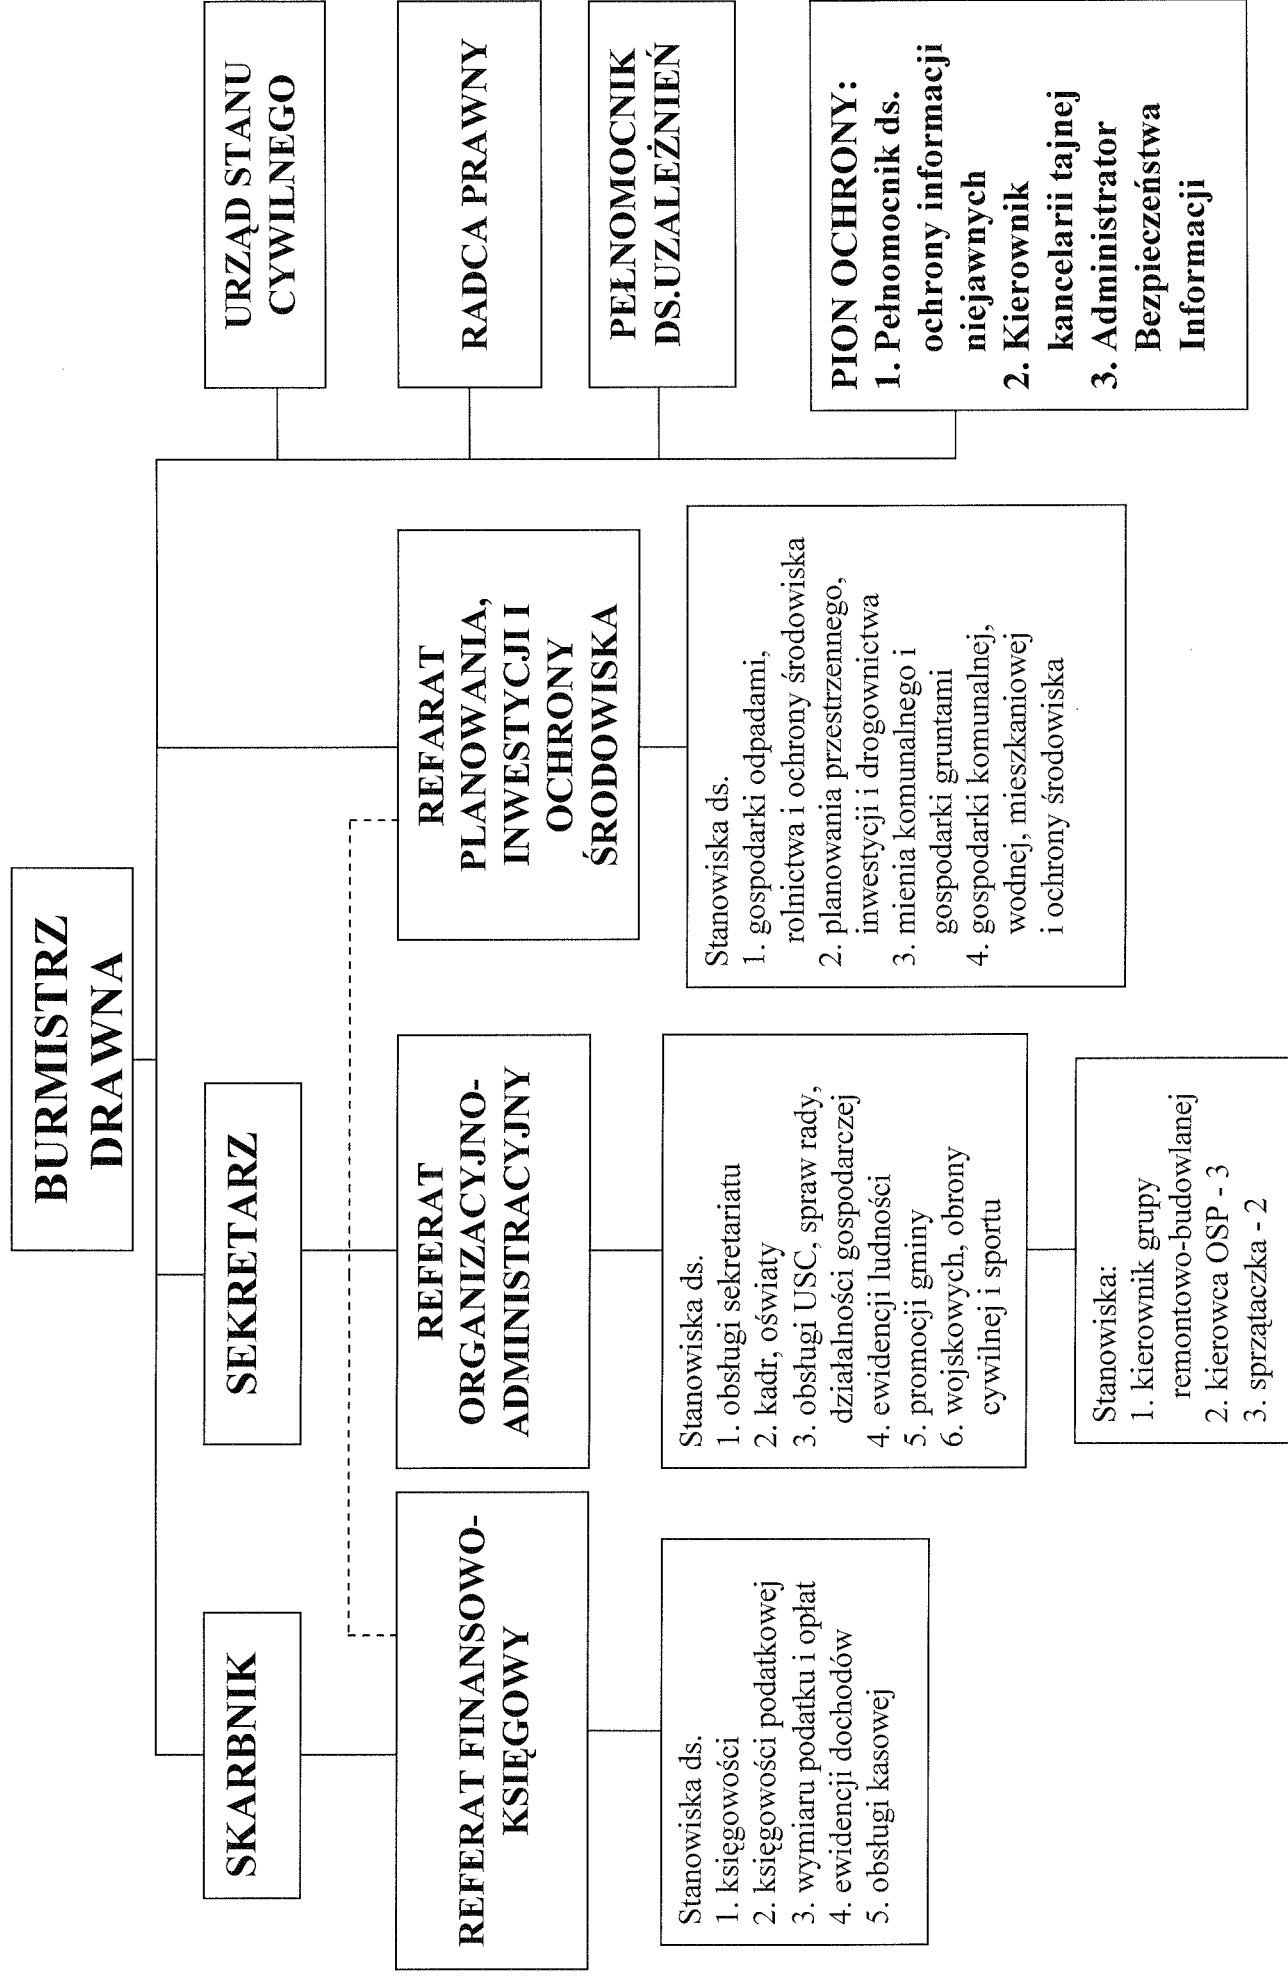 BURMISTRZ
DRAWNA
SKARBNIK
SEKRETARZ
URZĄD STANU
CYWILNEGO
RADCA PRAWNY
PEŁNOMOCNIK
DS.UZALEŻNIEŃ
PION OCHRONY:
1. Pełnomocnik ds.
ochrony informacji
niejawnych
2. Kierownik
kancelarii tajnej
3. Administrator
Bezpieczeństwa
Informacji
REFERAT FINANSOWO-
KSIĘGOWY
REFERAT
ORGANIZACYJNO-
ADMINISTRACYJNY
REFARAT
PLANOWANIA,
INWESTYCJI I
OCHRONY
ŚRODOWISKA
Stanowiska ds.
1. księgowości
2. księgowości podatkowej
3. wymiaru podatku i opłat
4. ewidencji dochodów
5. obsługi kasowej
Stanowiska ds.
1. obsługi sekretariatu
2. kadr, oświaty
3. obsługi USC, spraw rady,
działalności gospodarczej
4. ewidencji ludności
5. promocji gminy
6. wojskowych, obrony
cywilnej i sportu
Stanowiska ds.
1. gospodarki odpadami,
rolnictwa i ochrony środowiska
2. planowania przestrzennego,
inwestycji i drogownictwa
3. mienia komunalnego i
gospodarki gruntami
4. gospodarki komunalnej,
wodnej, mieszkaniowej
i ochrony środowiska
Stanowiska:
1. kierownik grupy
remontowo-budowlanej
2. kierowca OSP - 3
3. sprzątaczka - 2